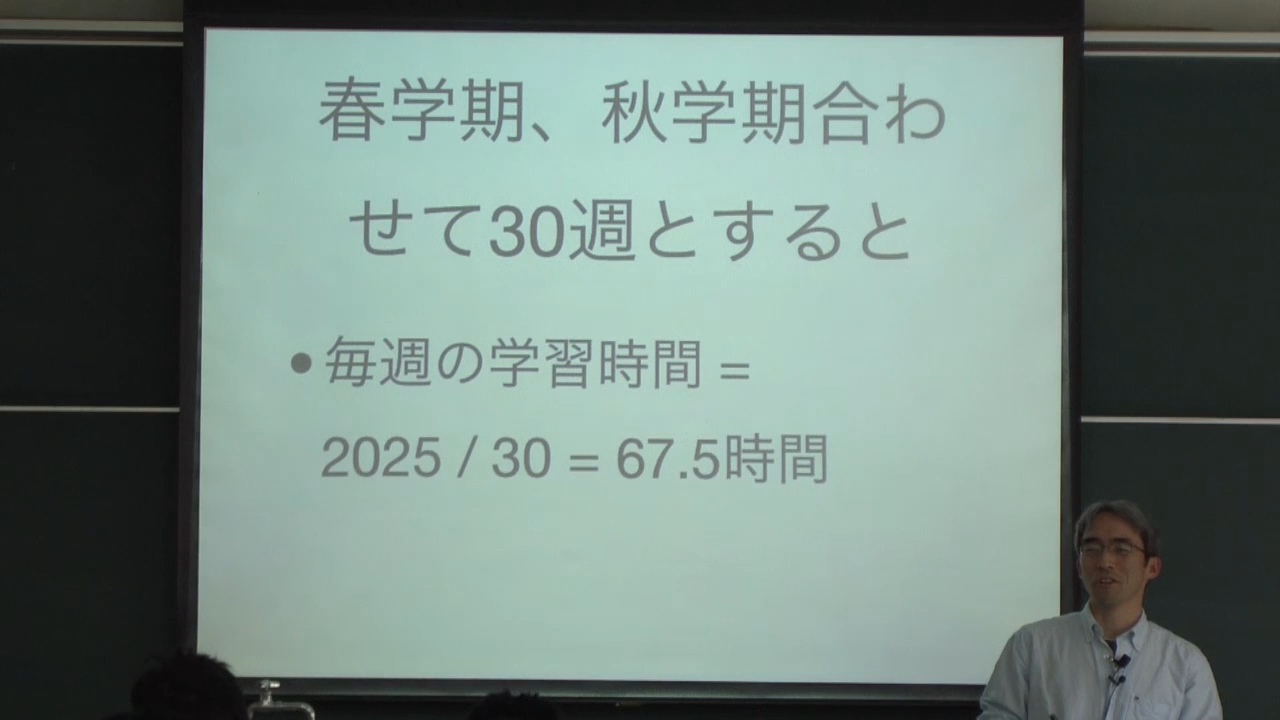 春学期、秋学期合わ
せて30週とすると
•毎週の学習時間 =
2025 / 30 = 67.5時間